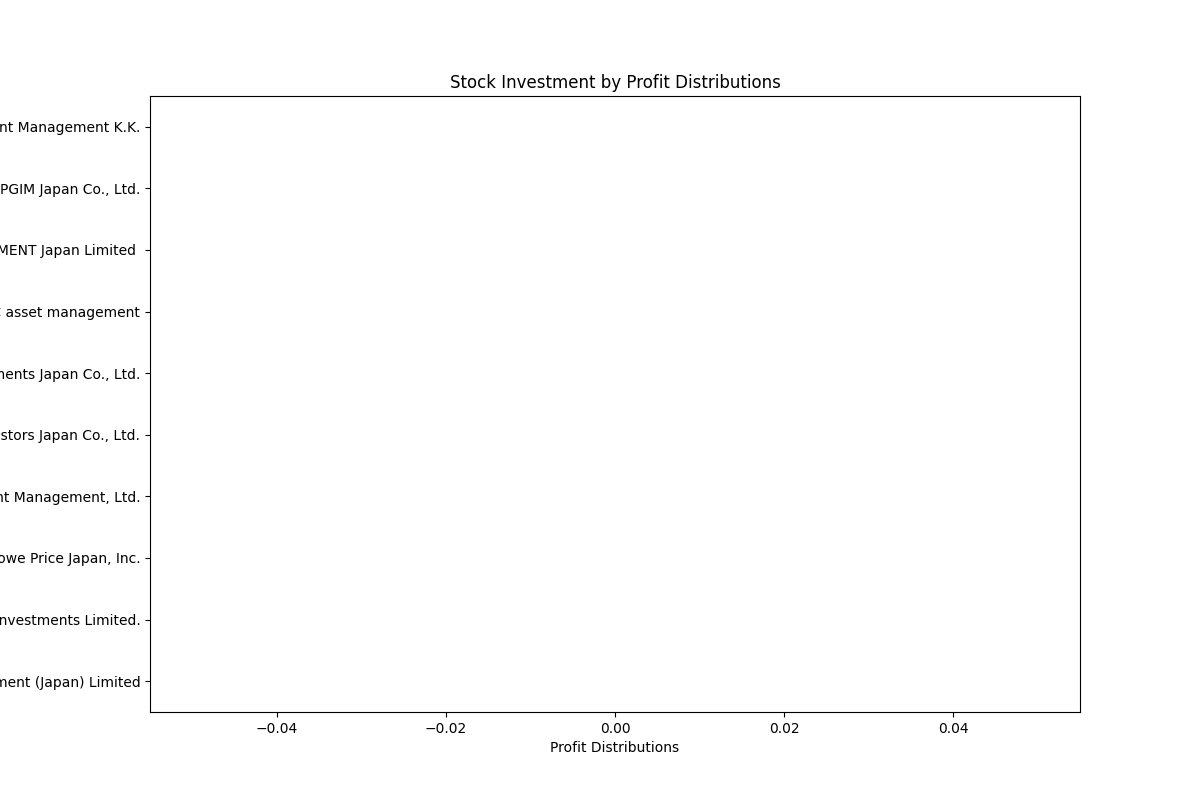 Stock Investment by Profit Distributions
nt Management K.K.
PGIM Japan Co., Ltd.
MENT Japan Limited
asset management
ments Japan Co., Ltd.
stors Japan Co., Ltd.
nt Management, Ltd.
owe Price Japan, Inc.
nvestments Limited.
ment (Japan) Limited
−0.04 −0.02 0.00 0.02 0.04
Profit Distributions